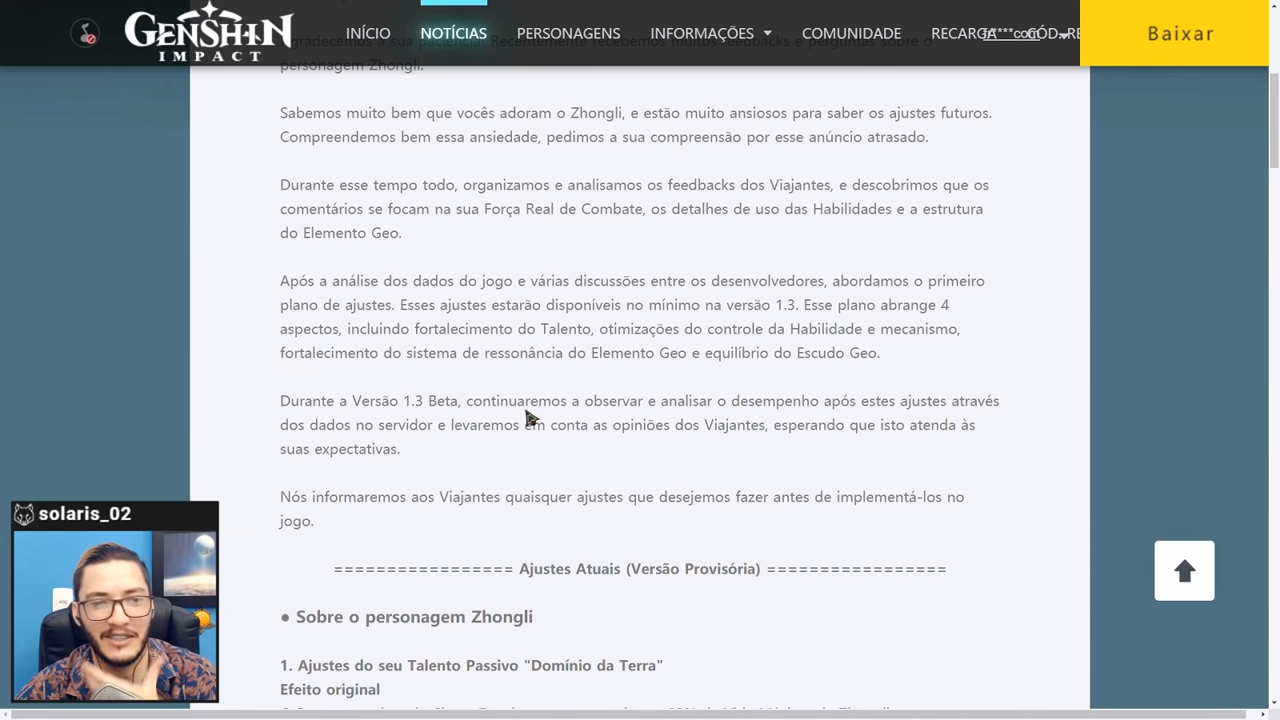 GENSHIN
IMPACT
INÍCIO
NOTÍCIAS
PERSONAGENS
INFORMAÇÕES
COMUNIDADE
RECARGA
CÓD. RE
Baixar
personagem Zhongli.
Sabemos muito bem que vocês adoram o Zhongli, e estão muito ansiosos para saber os ajustes futuros.
Compreendemos bem essa ansiedade, pedimos a sua compreensão por esse anúncio atrasado.
Durante esse tempo todo, organizamos e analisamos os feedbacks dos Viajantes, e descobrimos que os
comentários se focam na sua Força Real de Combate, os detalhes de uso das Habilidades e a estrutura
do Elemento Geo.
Após a análise dos dados do jogo e várias discussões entre os desenvolvedores, abordamos o primeiro
plano de ajustes. Esses ajustes estarão disponíveis no mínimo na versão 1.3. Esse plano abrange 4
aspectos, incluindo fortalecimento do Talento, otimizações do controle da Habilidade e mecanismo,
fortalecimento do sistema de ressonância do Elemento Geo e equilíbrio do Escudo Geo.
Durante a Versão 1.3 Beta, continuaremos a observar e analisar o desempenho após estes ajustes através
dos dados no servidor e levaremos em conta as opiniões dos Viajantes, esperando que isto atenda às
suas expectativas.
Nós informaremos aos Viajantes quaisquer ajustes que desejemos fazer antes de implementá-los no
jogo.
================= Ajustes Atuais (Versão Provisória) =================
● Sobre o personagem Zhongli
1. Ajustes do seu Talento Passivo "Domínio da Terra"
Efeito original
solaris_02